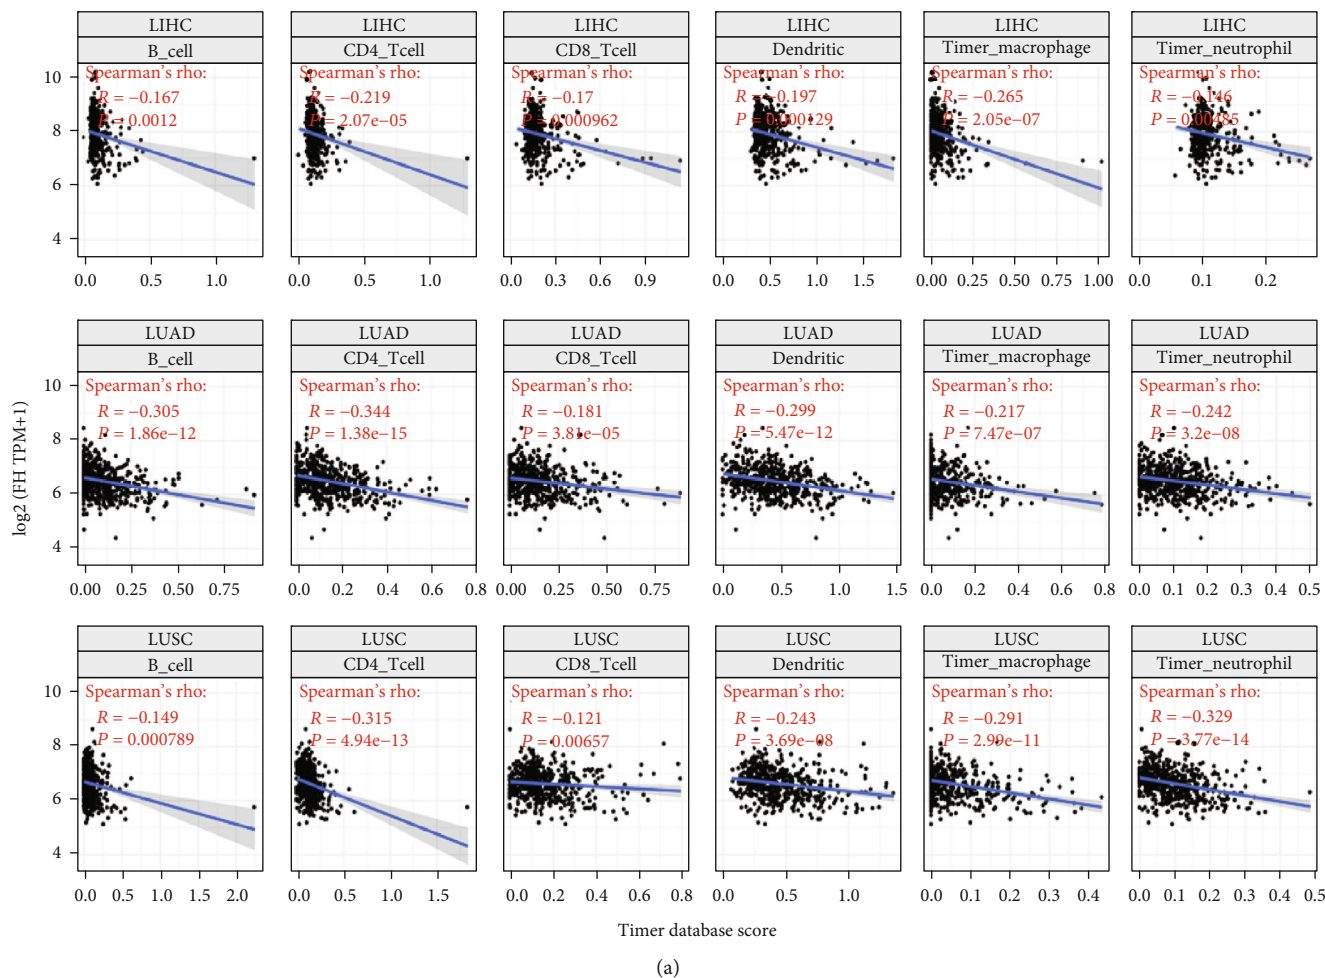 LIHC LIHC LIHC LIHC LIHC LIHC
B_cell CD4_Tcell CD8_Tcell Dendritic Timer_macrophage Timer_neutrophil
Spearman's rho: Spearman's rho: Spearman's rho: Spearman's rho: Spearman's rho: Spearman's rho:
R = −0.167 R = −0.219 R = −0.17 R = −0.197 R = −0.265 R = −0.146
P = 0.0012 P = 2.07e−05 P = 0.000962 P = 0.000129 P = 2.05e−07 P = 0.00485
10
8
6
4
0.0 0.5 1.0 0.0 0.5 1.0 0.0 0.3 0.6 0.9 0.0 0.5 1.0 1.5 0.00 0.25 0.50 0.75 1.00 0.0 0.1 0.2
LUAD LUAD LUAD LUAD LUAD LUAD
B_cell CD4_Tcell CD8_Tcell Dendritic Timer_macrophage Timer_neutrophil
Spearman's rho: Spearman's rho: Spearman's rho: Spearman's rho: Spearman's rho: Spearman's rho:
R = −0.305 R = −0.344 R = −0.181 R = −0.299 R = −0.217 R = −0.242
P = 1.86e−12 P = 1.38e−15 P = 3.81e−05 P = 5.47e−12 P = 7.47e−07 P = 3.2e−08
10
8
6
4
log2 (FH TPM+1)
0.00 0.25 0.50 0.75 0.0 0.2 0.4 0.6 0.8 0.00 0.25 0.50 0.75 0.0 0.5 1.0 1.5 0.0 0.2 0.4 0.6 0.8 0.0 0.1 0.2 0.3 0.4 0.5
LUSC LUSC LUSC LUSC LUSC LUSC
B_cell CD4_Tcell CD8_Tcell Dendritic Timer_macrophage Timer_neutrophil
Spearman's rho: Spearman's rho: Spearman's rho: Spearman's rho: Spearman's rho: Spearman's rho:
R = −0.149 R = −0.315 R = −0.121 R = −0.243 R = −0.291 R = −0.329
P = 0.000789 P = 4.94e−13 P = 0.00657 P = 3.69e−08 P = 2.99e−11 P = 3.77e−14
10
8
6
4
0.0 0.5 1.0 1.5 2.0 0.0 0.5 1.0 1.5 0.0 0.2 0.4 0.6 0.8 0.0 0.5 1.0 0.0 0.1 0.2 0.3 0.4 0.0 0.1 0.2 0.3 0.4 0.5
Timer database score
(a)